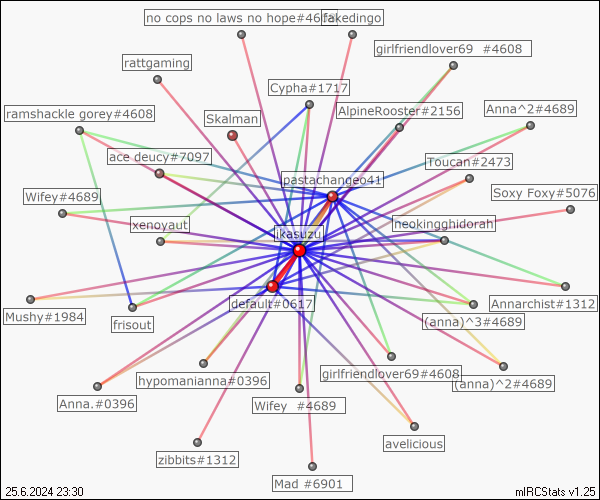 no cops no laws no hope#4685
fakedingo
girlfriendlover69 #4608
rattgaming
Cypha#1717
ramshackle gorey#4608
Skalman
AlpineRooster#2156
Anna^2#4689
ace deucy#7097
Toucan#2473
pastachange041
Soxy Foxy#5076
Wifey#4689
xenoyaut
neokingghidorah
ikasuzu
default#0617
Mushy#1984
frisout
Annarchist#1312
(anna)^3#4689
hypomanianna#0396
girlfriendlover69#4608
(anna)^2#4689
Anna.#0396
Wifey #4689
avelicious
zibbits#1312
Mad #6901
25.6.2024 23:30
mIRCStats v1.25